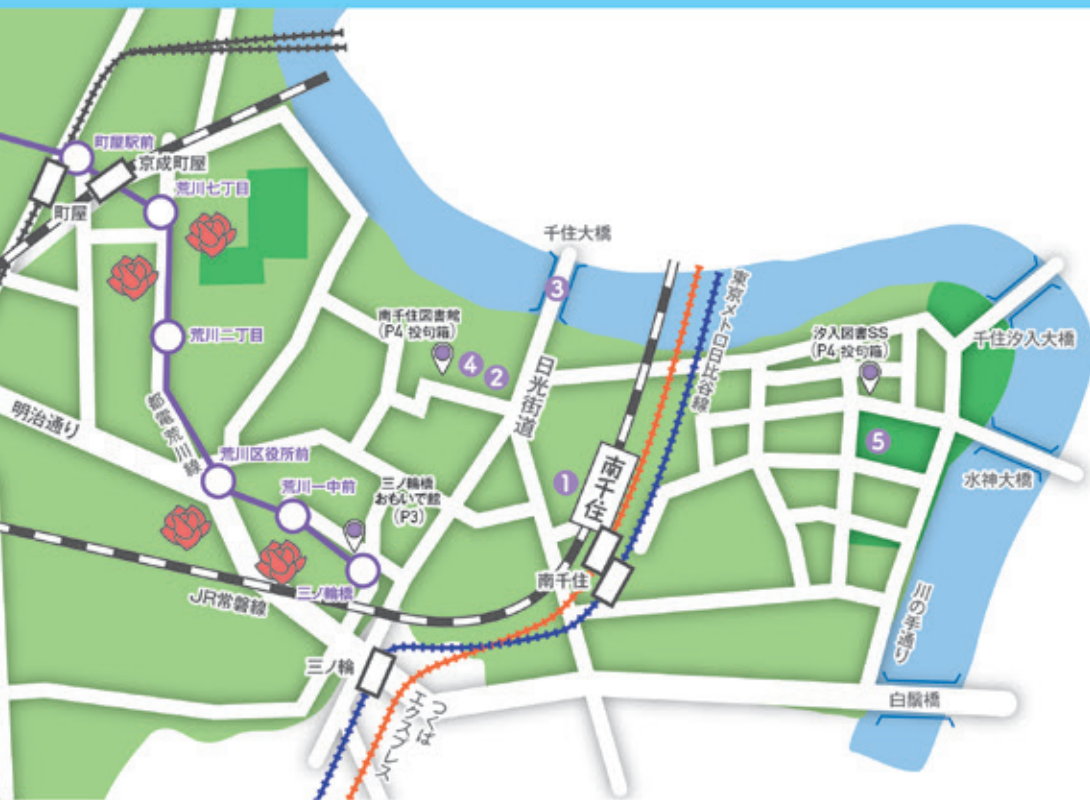 町屋駅前
京成町屋
荒川七丁目
町屋
千住大橋
3
東京メトロ日比谷線
南千住図書館
(P4 投句箱)
4
2
日光街道
汐入図書SS
(P4 投句箱)
千住汐入大橋
荒川二丁目
都電荒川線
明治通り
5
水神大橋
荒川区役所前
荒川一中前
三ノ輪橋
おもいで館
(P3)
1
南千住
南千住
三ノ輪橋
JR常磐線
川の手通り
三ノ輪
白鬚橋
つくば
エクスプレス